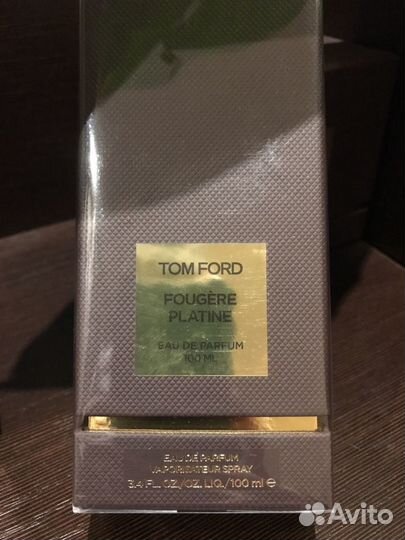 TOM FORD
FOUGÈRE
PLATINE
EAU DE PARFUM
100 ML
EAU DE PARFUM
VAPORISATEUR SPRAY
3.4 FL. OZ./OZ. LIQ./100 ml ℮
Avito